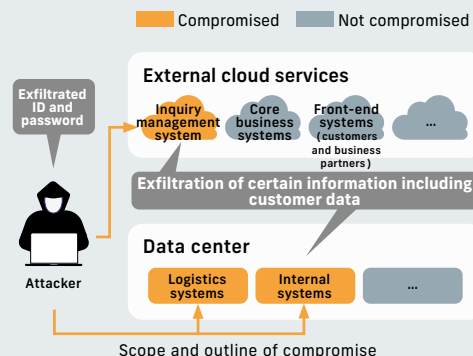 Compromised
Not compromised
Exfiltrated
ID and
password
External cloud services
Inquiry
management
system
Core
business
systems
Front-end
systems
(customers
and business
partners)
...
Exfiltration of certain information including
customer data
Attacker
Data center
Logistics
systems
Internal
systems
...
Scope and outline of compromise